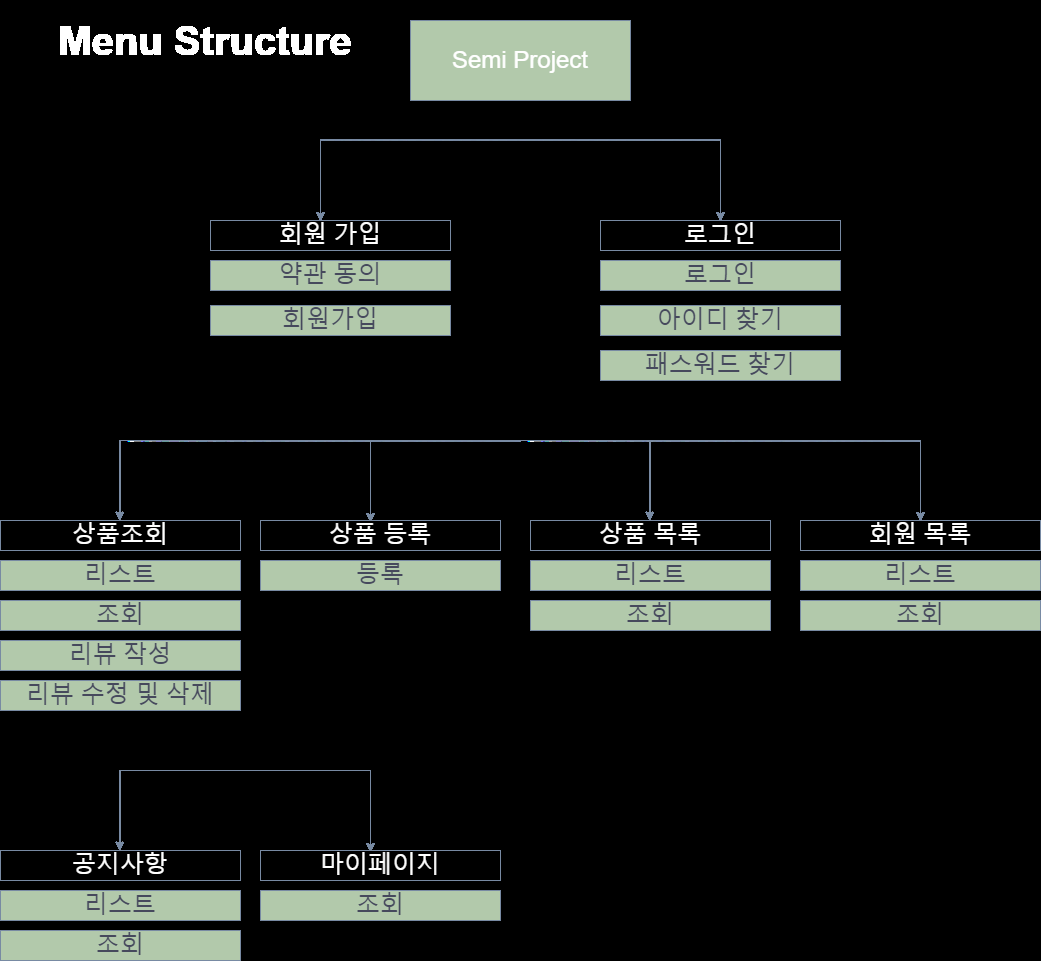 Menu Structure
Semi Project
회원 가입
약관 동의
회원가입
로그인
로그인
아이디 찾기
패스워드 찾기
상품조회
리스트
조회
리뷰 작성
리뷰 수정 및 삭제
상품 등록
등록
상품 목록
리스트
조회
회원 목록
리스트
조회
공지사항
리스트
조회
마이페이지
조회